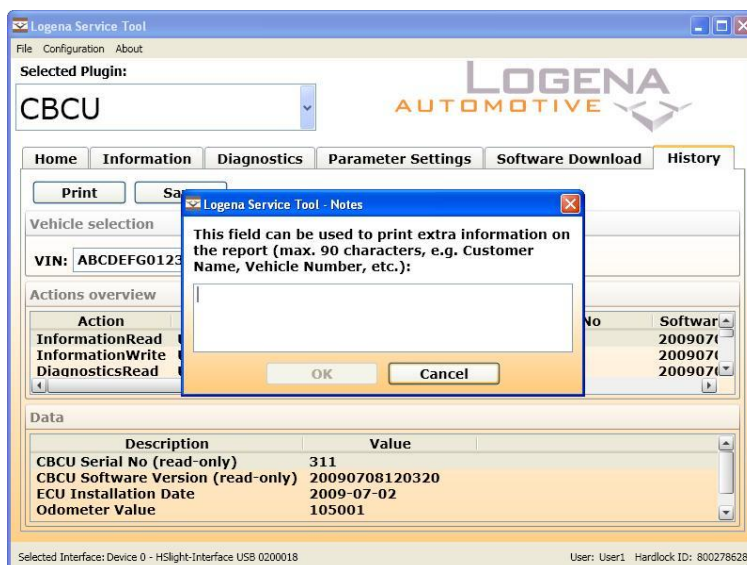 Logena Service Tool
File Configuration About
Selected Plugin:
CBCU
LOGENA
AUTOMOTIVE
Home Information Diagnostics Parameter Settings Software Download History
Print
Logena Service Tool - Notes
This field can be used to print extra information on
the report (max. 90 characters, e.g. Customer
Name, Vehicle Number, etc.):
OK Cancel
Vehicle selection
VIN: ABCDEFG0123
Actions overview
Action No Softwar
InformationRead 2009070
InformationWrite 2009070
DiagnosticsRead 2009070
Data
Description Value
CBCU Serial No (read-only) 311
CBCU Software Version (read-only) 20090708120320
ECU Installation Date 2009-07-02
Odometer Value 105001
Selected Interface: Device 0 - HSlight-Interface USB 0200018 User: User1 Hardlock ID: 800278628